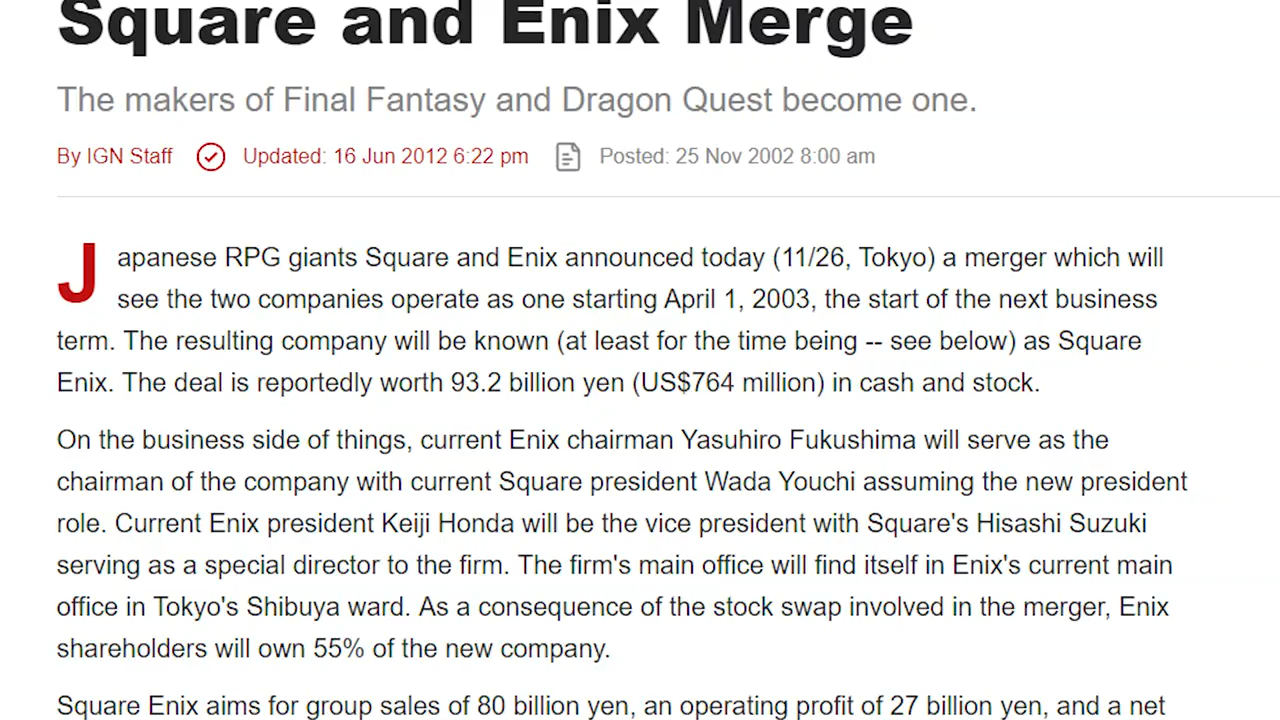 Square and Enix Merge
The makers of Final Fantasy and Dragon Quest become one.
By IGN Staff Updated: 16 Jun 2012 6:22 pm Posted: 25 Nov 2002 8:00 am
Japanese RPG giants Square and Enix announced today (11/26, Tokyo) a merger which will
see the two companies operate as one starting April 1, 2003, the start of the next business
term. The resulting company will be known (at least for the time being -- see below) as Square
Enix. The deal is reportedly worth 93.2 billion yen (US$764 million) in cash and stock.
On the business side of things, current Enix chairman Yasuhiro Fukushima will serve as the
chairman of the company with current Square president Wada Youchi assuming the new president
role. Current Enix president Keiji Honda will be the vice president with Square's Hisashi Suzuki
serving as a special director to the firm. The firm's main office will find itself in Enix's current main
office in Tokyo's Shibuya ward. As a consequence of the stock swap involved in the merger, Enix
shareholders will own 55% of the new company.
Square Enix aims for group sales of 80 billion yen, an operating profit of 27 billion yen, and a net